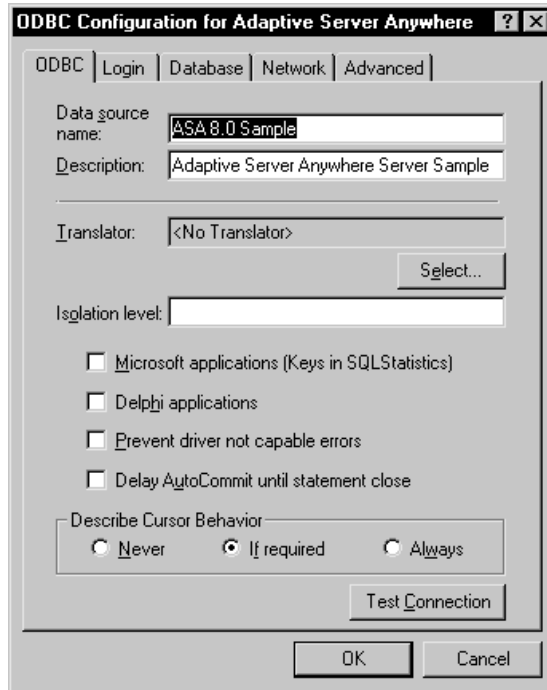 ODBC Configuration for Adaptive Server Anywhere ? ×
ODBC Login Database Network Advanced
Data source
name: ASA 8.0 Sample
Description: Adaptive Server Anywhere Server Sample
Translator: <No Translator>
Select...
Isolation level:
Microsoft applications (Keys in SQLStatistics)
Delphi applications
Prevent driver not capable errors
Delay AutoCommit until statement close
Describe Cursor Behavior
Never If required Always
Test Connection
OK Cancel